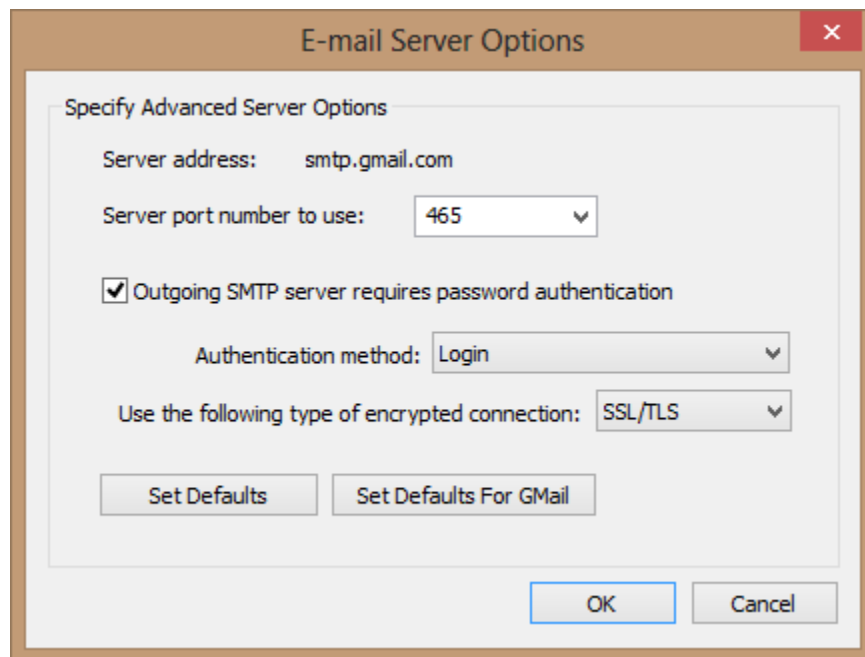 E-mail Server Options
Specify Advanced Server Options
Server address: smtp.gmail.com
Server port number to use: 465
Outgoing SMTP server requires password authentication
Authentication method: Login
Use the following type of encrypted connection: SSL/TLS
Set Defaults Set Defaults For GMail
OK Cancel